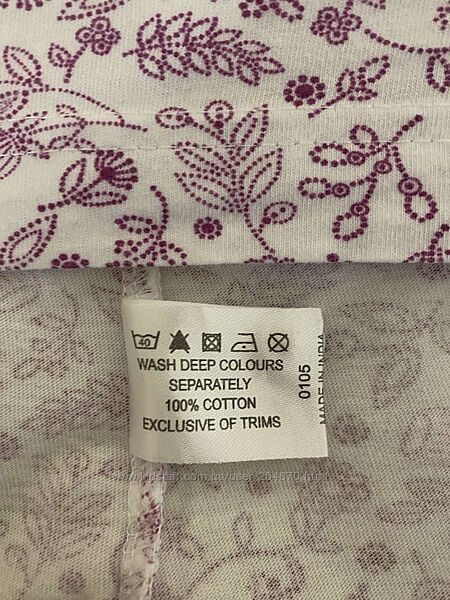 40
WASH DEEP COLOURS
SEPARATELY
100% COTTON
EXCLUSIVE OF TRIMS
0105
MADE IN INDIA